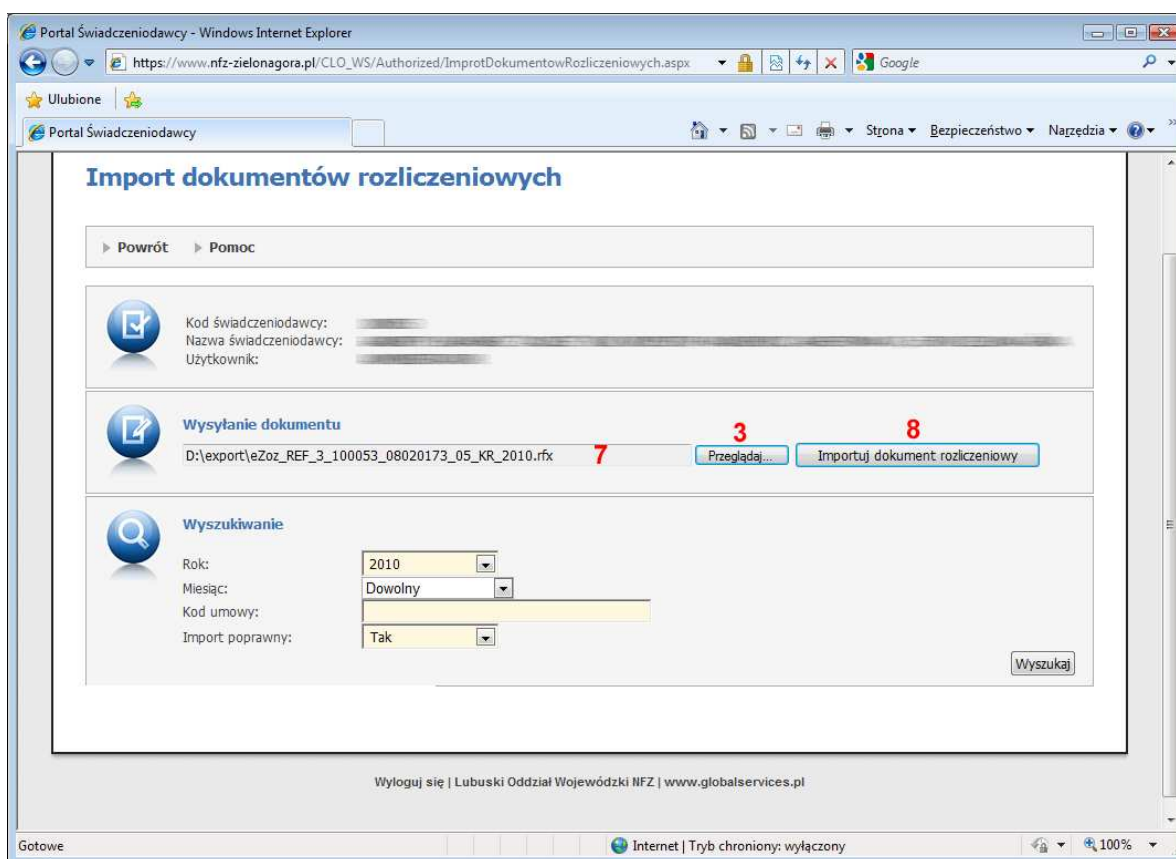 Portal Świadczeniodawcy - Windows Internet Explorer
https://www.nfz-zielonagora.pl/CLO_WS/Authorized/ImprotDokumentowRozliczeniowych.aspx
Google
Ulubione
Portal Świadczeniodawcy
Strona
Bezpieczeństwo
Narzędzia
»
Import dokumentów rozliczeniowych
Powrót Pomoc
Kod świadczeniodawcy:
Nazwa świadczeniodawcy:
Użytkownik:
Wysyłanie dokumentu
3 8
D:\export\eZoz_REF_3_100053_08020173_05_KR_2010.rfx 7 Przeglądaj... Importuj dokument rozliczeniowy
Wyszukiwanie
Rok: 2010
Miesiąc: Dowolny
Kod umowy:
Import poprawny: Tak
Wyszukaj
Wyloguj się | Lubuski Oddział Wojewódzki NFZ | www.globalservices.pl
Gotowe Internet | Tryb chroniony: wyłączony 100%